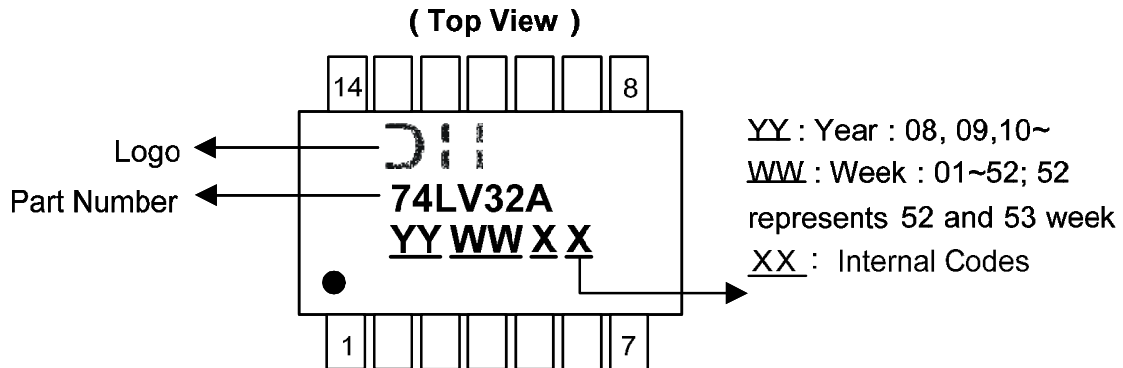 ( Top View )
14
8
Logo
Part Number
74LV32A
YY WW X X
YY : Year : 08, 09,10~
WW : Week : 01~52; 52
represents 52 and 53 week
XX : Internal Codes
1
7